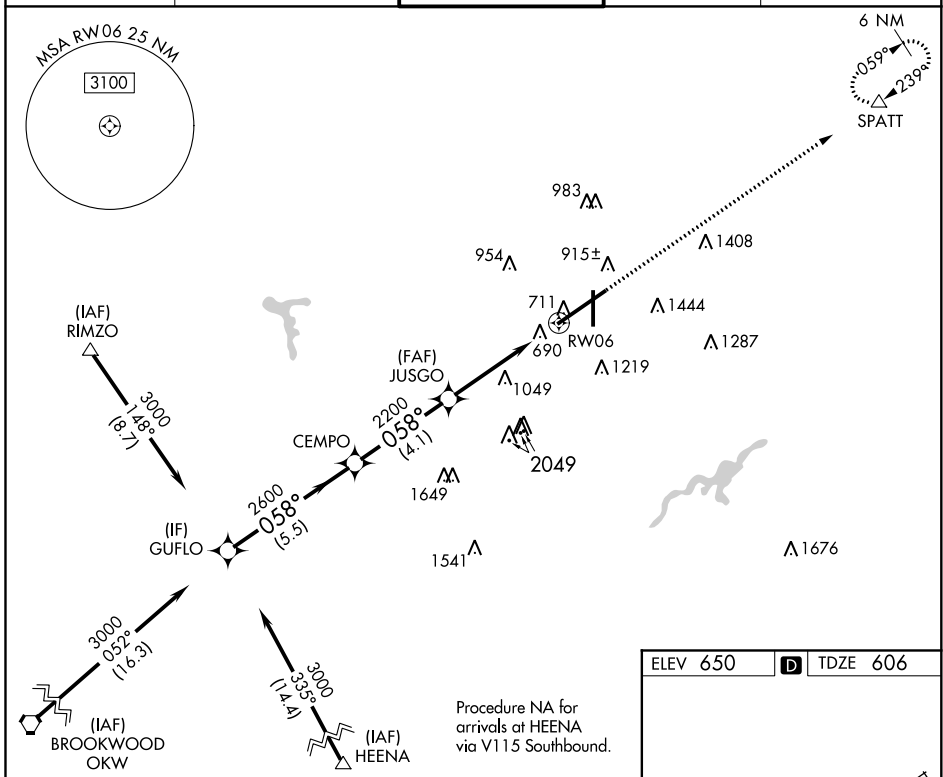 MSA RW06 25 NM
3100
6 NM
059°
239°
SPATT
983
954
915±
1408
711
1444
RW06
690
1287
1219
(IAF)
RIMZO
3000
148°
(8.7)
(FAF)
JUSGO
1049
2200
058°
(4.1)
CEMPO
2049
1649
2600
058°
(5.5)
(IF)
GUFLO
1541
1676
3000
052°
(16.3)
3000
335°
(14.4)
(IAF)
BROOKWOOD
OKW
(IAF)
HEENA
Procedure NA for
arrivals at HEENA
via V115 Southbound.
ELEV 650 D TDZE 606